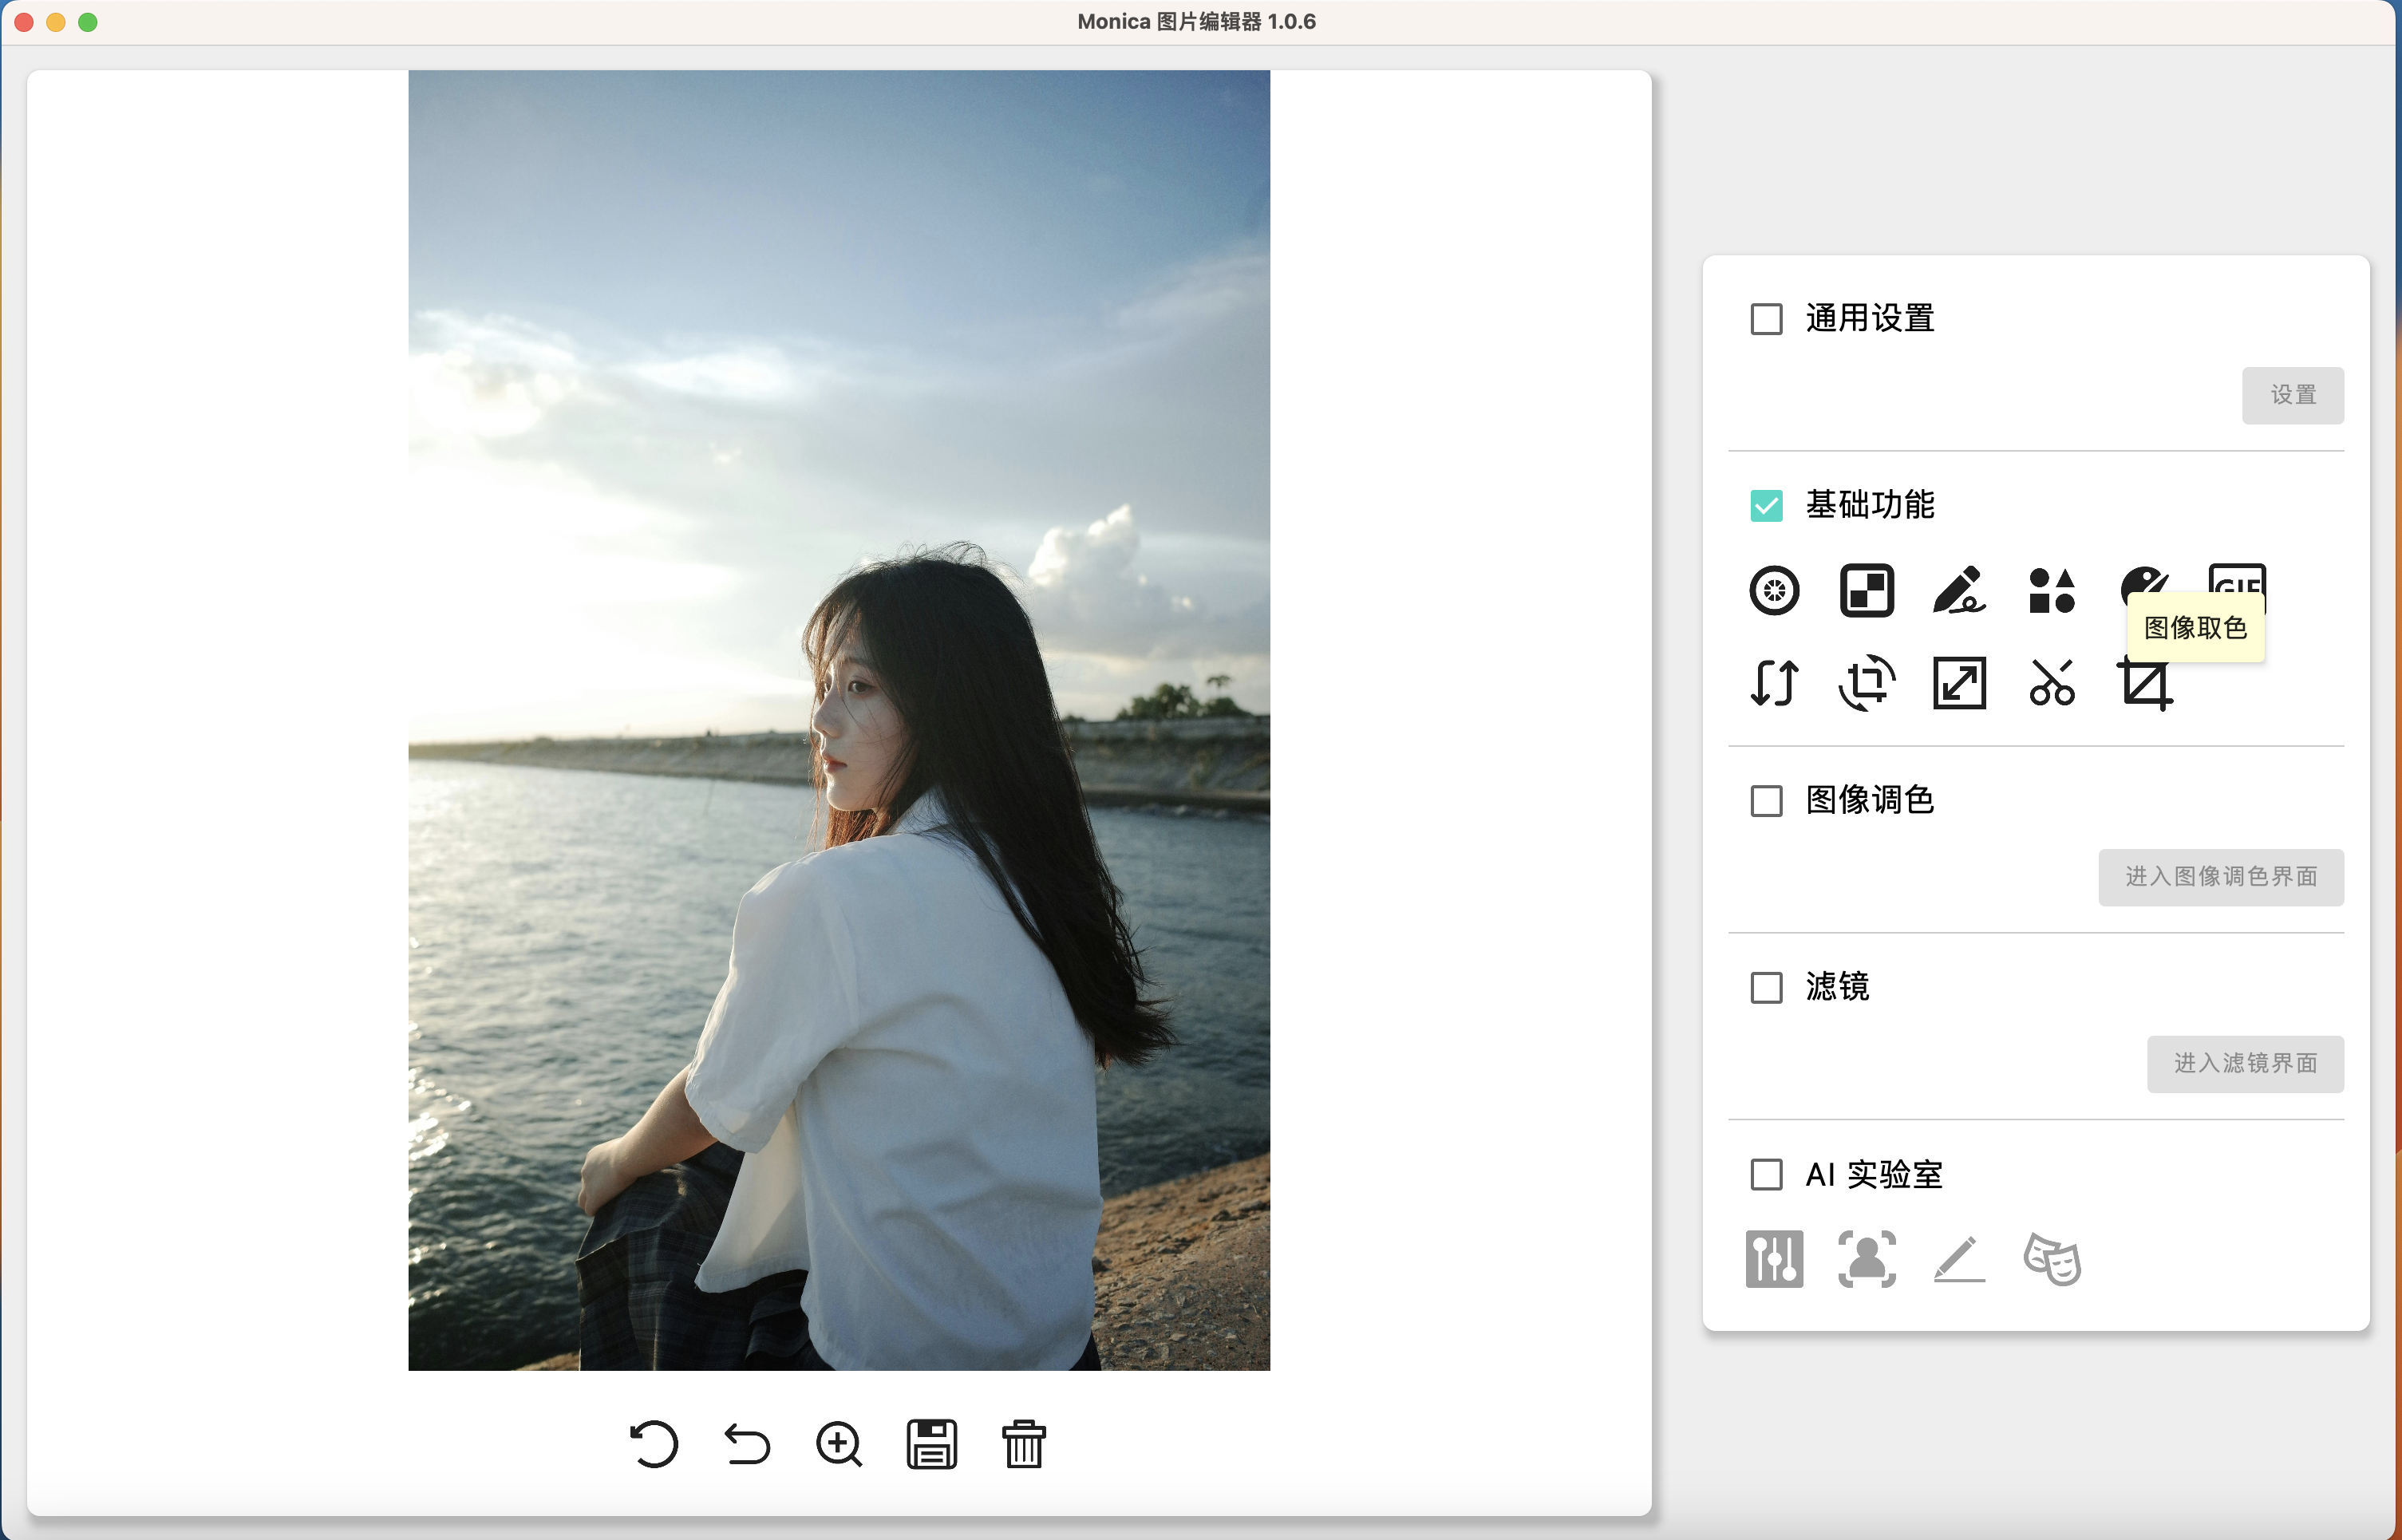 Monica 图片编辑器 1.0.6
通用设置
设置
基础功能
GIF
图像取色
图像调色
进入图像调色界面
滤镜
进入滤镜界面
AI 实验室